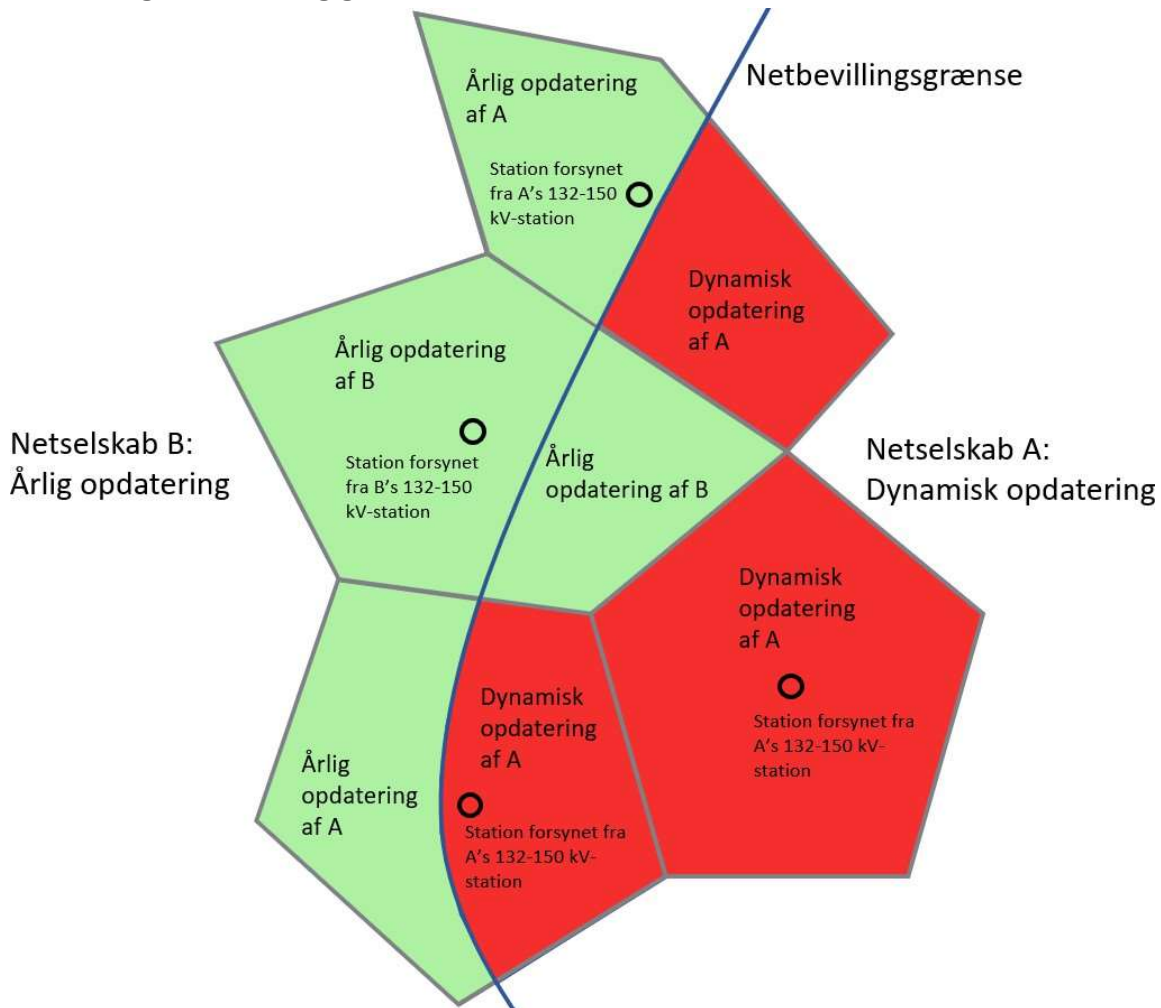 Årlig opdatering
af A
Netbevillingsgrænse
Station forsynet
fra A's 132-150
kV-station
Dynamisk
opdatering
af A
Årlig opdatering
af B
Netselskab B:
Årlig opdatering
Station forsynet
fra B's 132-150
kV-station
Årlig
opdatering af B
Netselskab A:
Dynamisk opdatering
Dynamisk
opdatering
af A
Station forsynet fra
A's 132-150 kV-
station
Dynamisk
opdatering
af A
Årlig
opdatering
af A
Station forsynet fra
A's 132-150 kV-
station